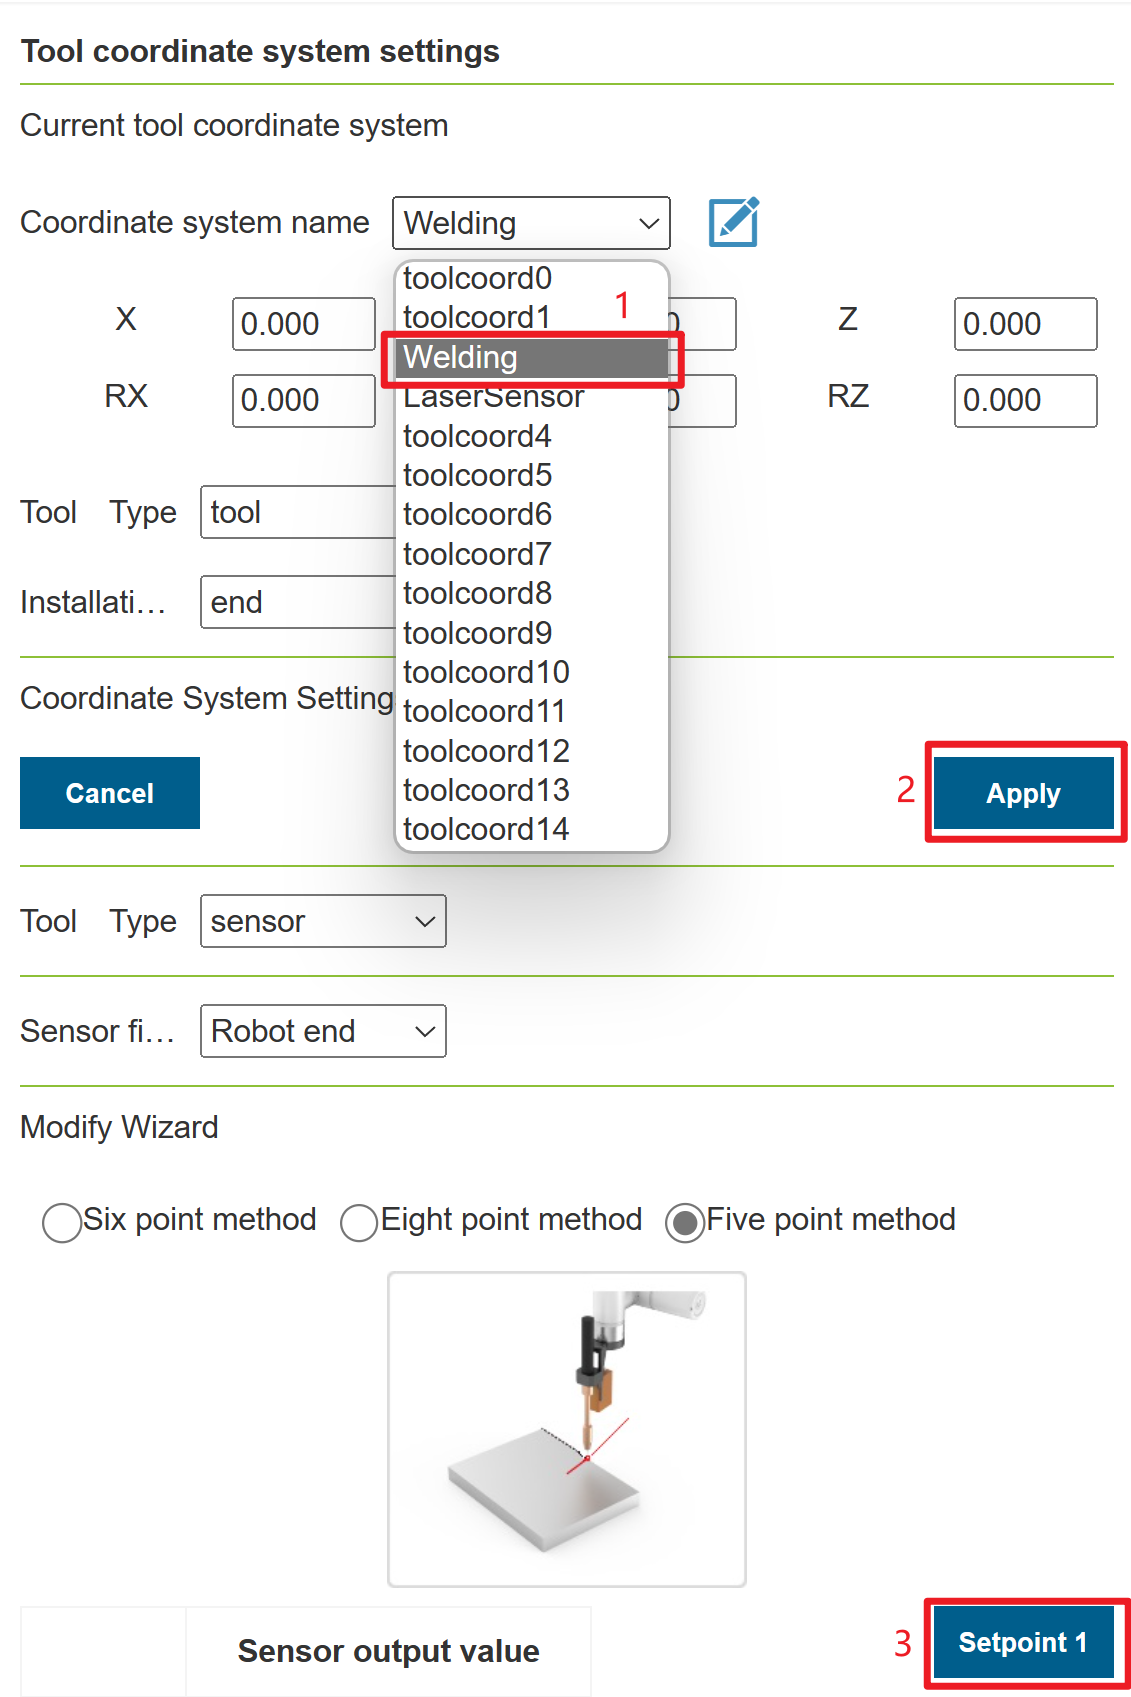 Tool coordinate system settings
Current tool coordinate system
Coordinate system name Welding
toolcoord0
toolcoord1
1
X 0.000 0 Z 0.000
Welding
LaserSensor
RX 0.000 0 RZ 0.000
toolcoord4
toolcoord5
toolcoord6
Tool Type tool
toolcoord7
toolcoord8
Installati… end
toolcoord9
toolcoord10
Coordinate System Setting
toolcoord11
toolcoord12
toolcoord13
toolcoord14
Cancel 2 Apply
Tool Type sensor
Sensor fi… Robot end
Modify Wizard
Six point method Eight point method Five point method
Sensor output value 3 Setpoint 1